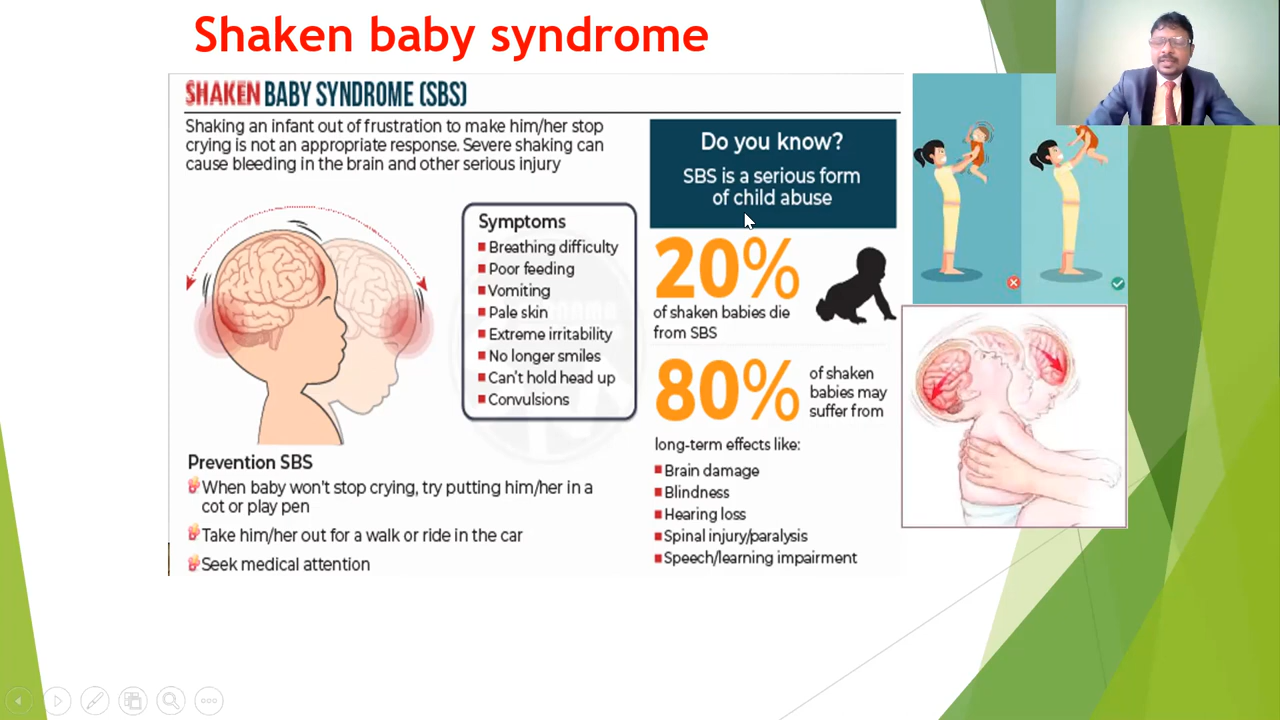 Shaken baby syndrome
SHAKEN BABY SYNDROME (SBS)
Shaking an infant out of frustration to make him/her stop
crying is not an appropriate response. Severe shaking can
cause bleeding in the brain and other serious injury
Symptoms
Breathing difficulty
Poor feeding
Vomiting
Pale skin
Extreme irritability
No longer smiles
Can't hold head up
Convulsions
Prevention SBS
When baby won't stop crying, try putting him/her in a
cot or play pen
Take him/her out for a walk or ride in the car
Seek medical attention
Do you know?
SBS is a serious form
of child abuse
20%
of shaken babies die
from SBS
80%
of shaken
babies may
suffer from
long-term effects like:
Brain damage
Blindness
Hearing loss
Spinal injury/paralysis
Speech/learning impairment